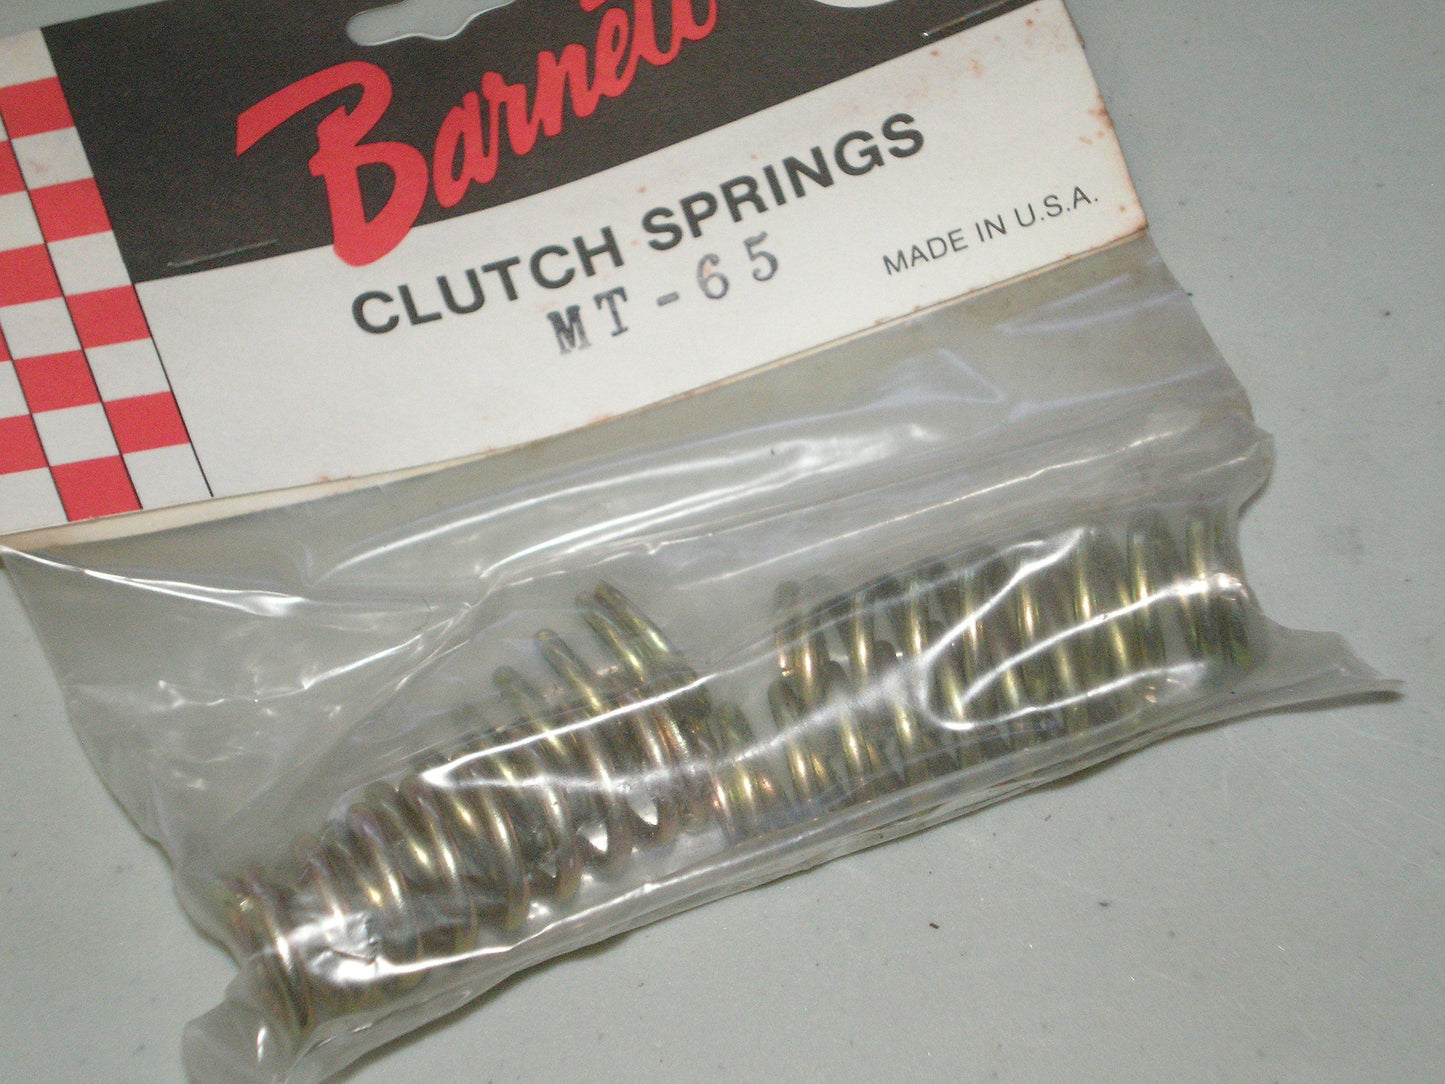 Barnett
CLUTCH SPRINGS
MT-65
MADE IN U.S.A.